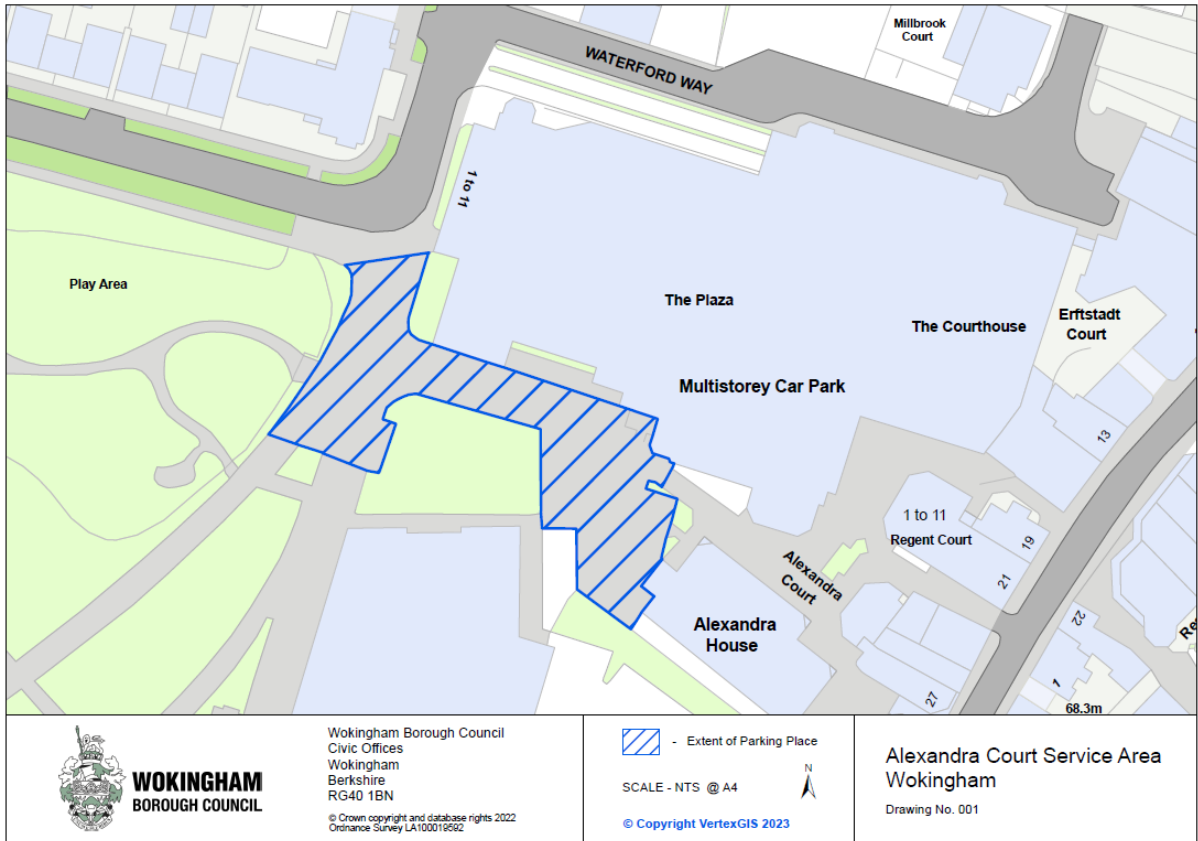 Millbrook
Court
WATERFORD WAY
1 to 11
Play Area
The Plaza
The Courthouse
Erftstadt
Court
Multistorey Car Park
13
1 to 11
Regent Court
19
21
Alexandra
Court
Alexandra
House
22
Re
1
27
68.3m
WOKINGHAM
BOROUGH COUNCIL
Wokingham Borough Council
Civic Offices
Wokingham
Berkshire
RG40 1BN
© Crown copyright and database rights 2022
Ordnance Survey LA100019592
- Extent of Parking Place
SCALE - NTS @ A4
N
© Copyright VertexGIS 2023
Alexandra Court Service Area
Wokingham
Drawing No. 001